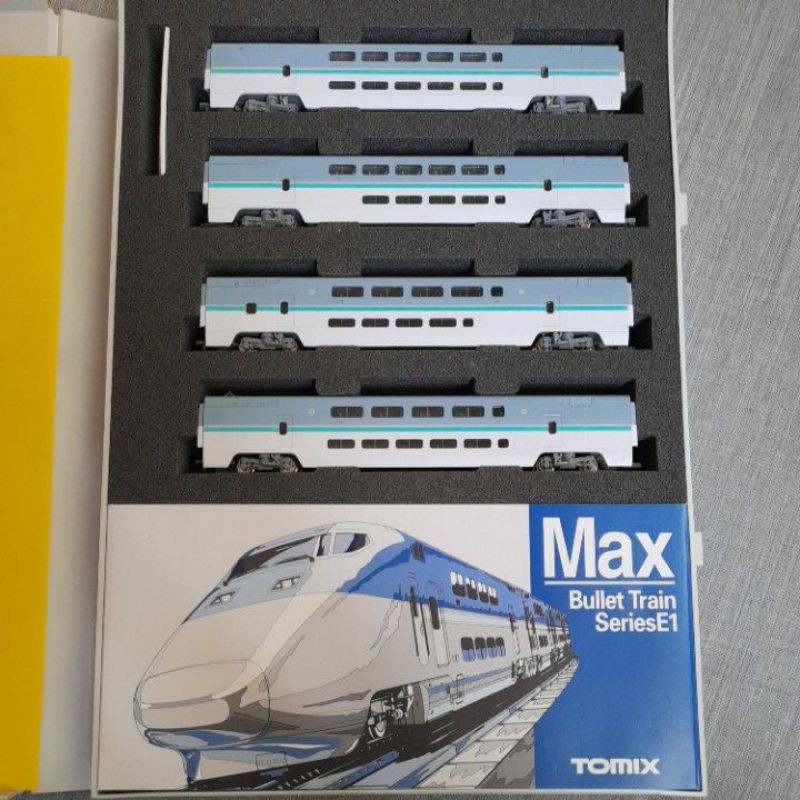 Max
Bullet Train
SeriesE1
TOMIX